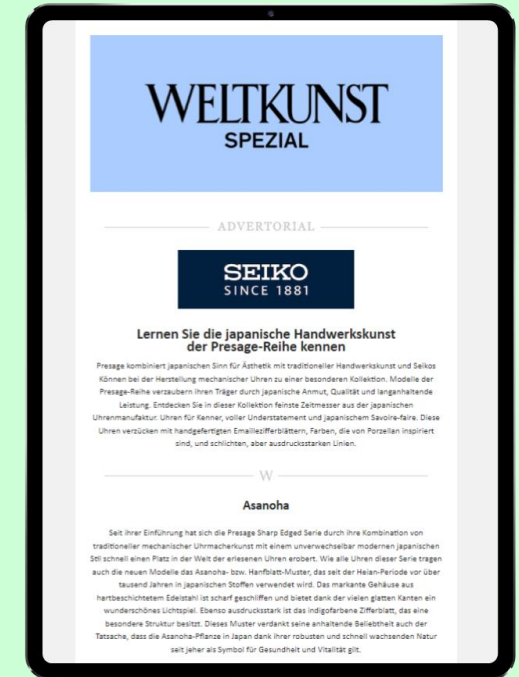 WELTKUNST
SPEZIAL
ADVERTORIAL
SEIKO
SINCE 1881
Lernen Sie die japanische Handwerkskunst
der Presage-Reihe kennen
Presage kombiniert japanischen Sinn für Ästhetik mit traditioneller Handwerkskunst und Seikos
Können bei der Herstellung mechanischer Uhren zu einer besonderen Kollektion. Modelle der
Presage-Reihe verzaubern ihren Träger durch japanische Anmut, Qualität und langanhaltende
Leistung. Entdecken Sie in dieser Kollektion feinste Zeitmesser aus der japanischen
Uhrenmanufaktur. Uhren für Kenner, voller Understatement und japanischem Savoire-faire. Diese
Uhren verzücken mit handgefertigten Emaillezifferblättern, Farben, die von Porzellan inspiriert
sind, und schlichten, aber ausdrucksstarken Linien.
W
Asanoha
Seit ihrer Einführung hat sich die Presage Sharp Edged Serie durch ihre Kombination von
traditioneller mechanischer Uhrmacherkunst mit einem unverwechselbar modernen japanischen
Stil schnell einen Platz in der Welt der erlesenen Uhren erobert. Wie alle Uhren dieser Serie tragen
auch die neuen Modelle das Asanoha- bzw. Hanfblatt-Muster, das seit der Heian-Periode vor über
tausend Jahren in japanischen Stoffen verwendet wird. Das markante Gehäuse aus
hartbeschichtetem Edelstahl ist scharf geschliffen und bietet dank der vielen glatten Kanten ein
wunderschönes Lichtspiel. Ebenso ausdrucksstark ist das indigofarbene Zifferblatt, das eine
besondere Struktur besitzt. Dieses Muster verdankt seine anhaltende Beliebtheit auch der
Tatsache, dass die Asanoha-Pflanze in Japan dank ihrer robusten und schnell wachsenden Natur
seit jeher als Symbol für Gesundheit und Vitalität gilt.